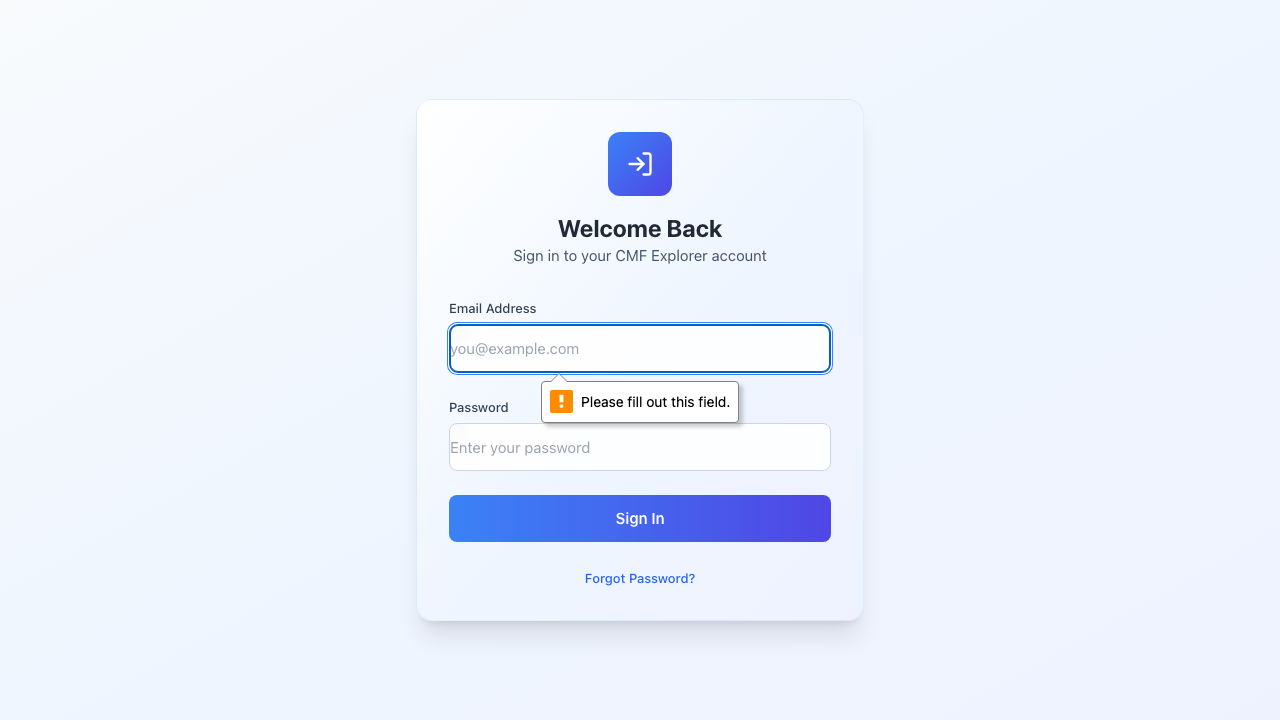 Welcome Back
Sign in to your CMF Explorer account
Email Address
you@example.com
Please fill out this field.
Password
Enter your password
Sign In
Forgot Password?